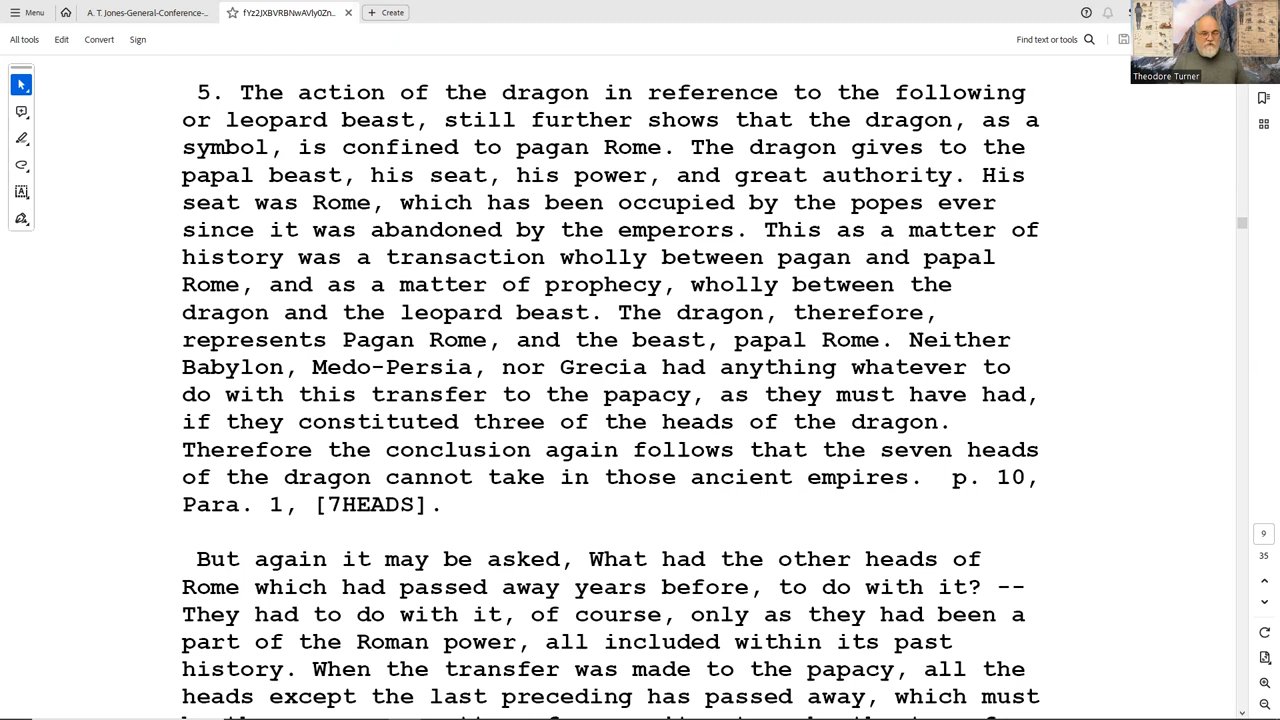 Menu
A. T. Jones-General-Conference-...
fYz2JXBVRBNwAVly0Zn...
Create
All tools Edit Convert Sign
Find text or tools
Theodore Turner
5. The action of the dragon in reference to the following
or leopard beast, still further shows that the dragon, as a
symbol, is confined to pagan Rome. The dragon gives to the
papal beast, his seat, his power, and great authority. His
seat was Rome, which has been occupied by the popes ever
since it was abandoned by the emperors. This as a matter of
history was a transaction wholly between pagan and papal
Rome, and as a matter of prophecy, wholly between the
dragon and the leopard beast. The dragon, therefore,
represents Pagan Rome, and the beast, papal Rome. Neither
Babylon, Medo-Persia, nor Grecia had anything whatever to
do with this transfer to the papacy, as they must have had,
if they constituted three of the heads of the dragon.
Therefore the conclusion again follows that the seven heads
of the dragon cannot take in those ancient empires. p. 10,
Para. 1, [7HEADS].
But again it may be asked, What had the other heads of
Rome which had passed away years before, to do with it? --
They had to do with it, of course, only as they had been a
part of the Roman power, all included within its past
history. When the transfer was made to the papacy, all the
heads except the last preceding has passed away, which must
9
35